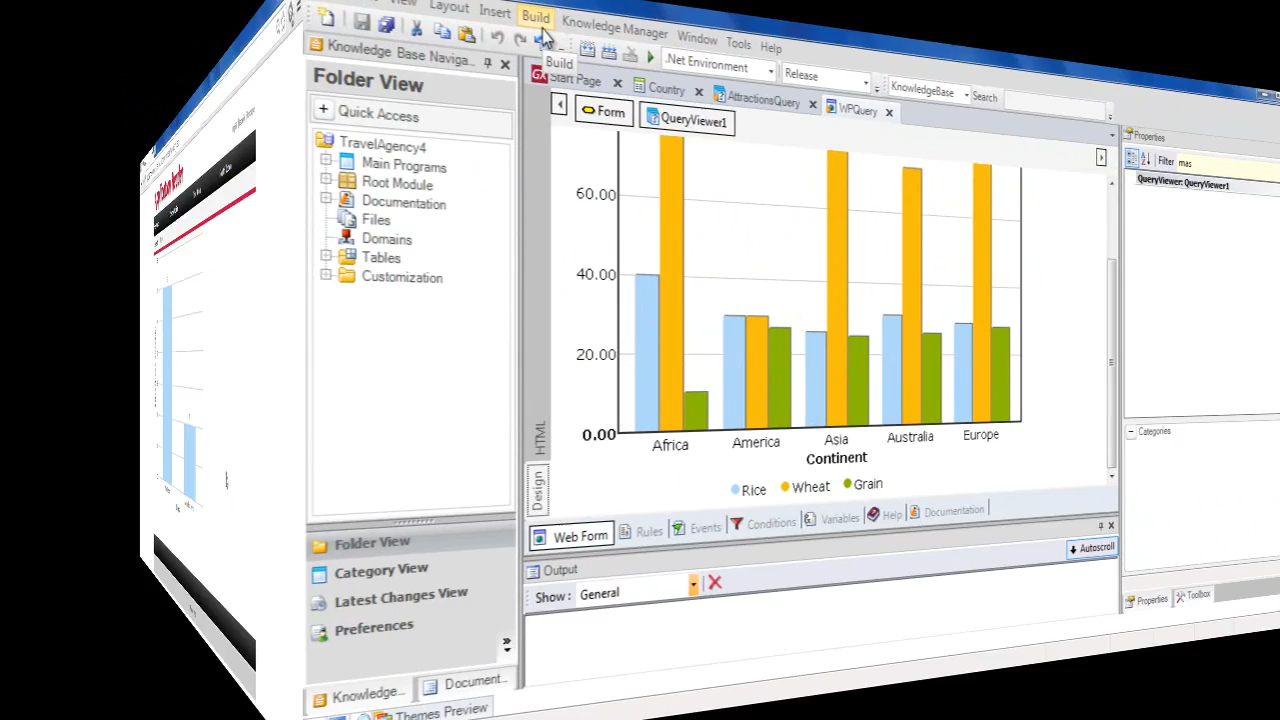 View Layout Insert Build Knowledge Manager Window Tools Help
.Net Environment Release KnowledgeBase Search
Build
Knowledge Base Naviga...
Folder View
Quick Access
TravelAgency4
Main Programs
Root Module
Documentation
Files
Domains
Tables
Customization
Folder View
Category View
Latest Changes View
Preferences
Knowledge... Document...
Themes Preview
GX Start Page Country AttractionsQuery WPQuery
Form QueryViewer1
60.00
40.00
20.00
0.00
Africa America Asia Australia Europe
Continent
Rice Wheat Grain
HTML
Design
Web Form Rules Events Conditions Variables Help Documentation
Output
Autoscroll
Show: General
Properties
Filter mas
QueryViewer: QueryViewer1
Categories
Properties Toolbox